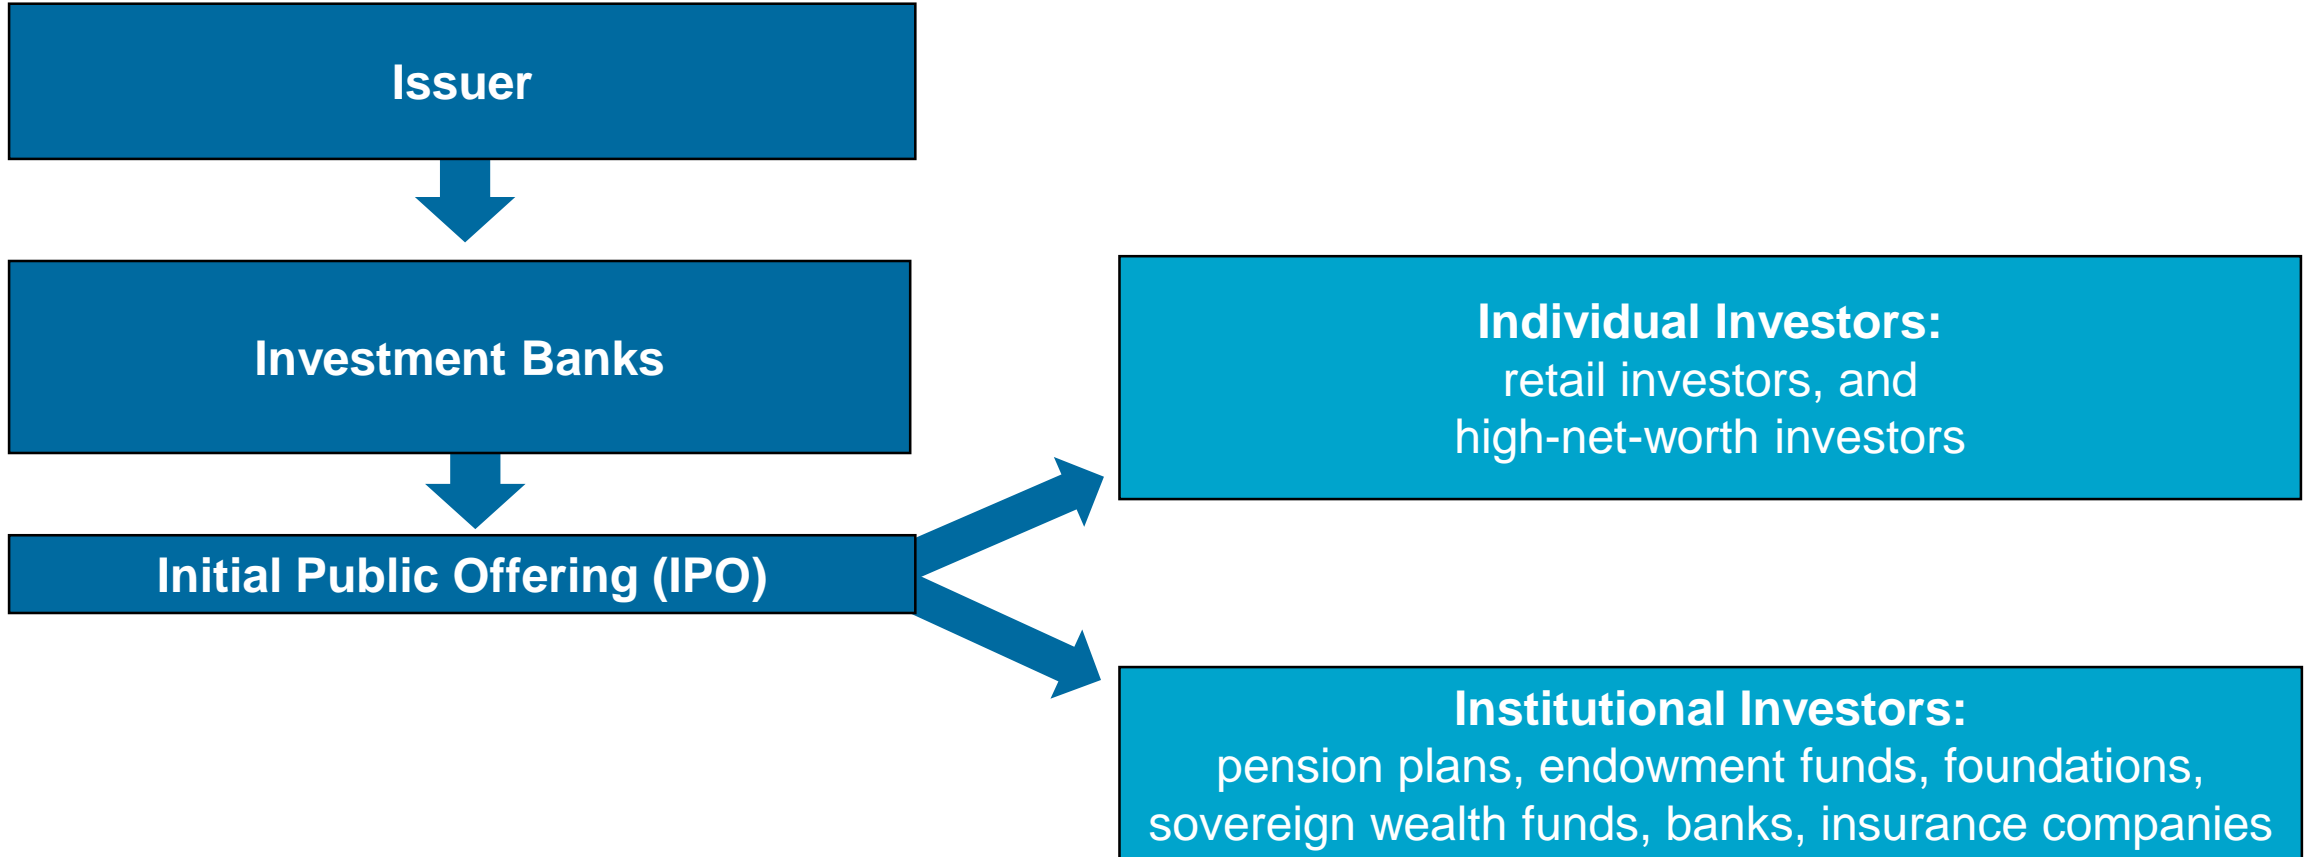 Issuer
Investment Banks
Initial Public Offering (IPO)
Individual Investors:
retail investors, and
high-net-worth investors
Institutional Investors:
pension plans, endowment funds, foundations,
sovereign wealth funds, banks, insurance companies